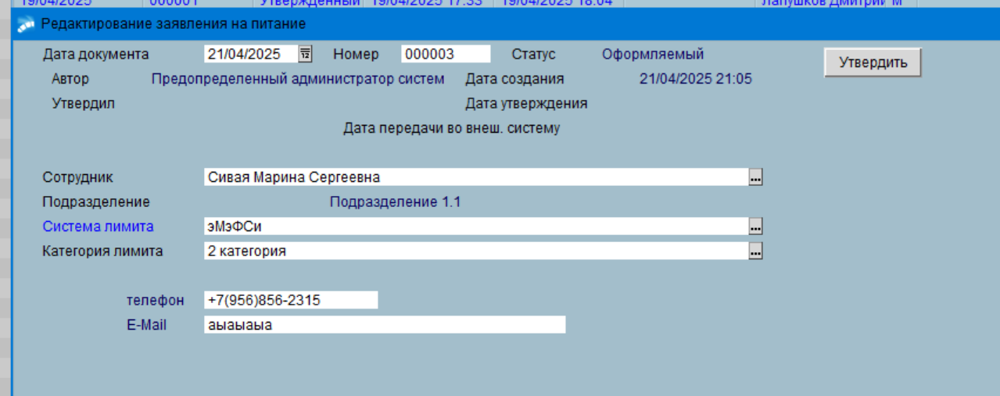 19/04/2025 000001 Утвержденный 19/04/2025 17:33 19/04/2025 18:04 Лапушков Дмитрий М
Редактирование заявления на питание
Дата документа 21/04/2025 12 Номер 000003 Статус Оформляемый Утвердить
Автор Предопределенный администратор систем Дата создания 21/04/2025 21:05
Утвердил Дата утверждения
Дата передачи во внеш. систему
Сотрудник Сивая Марина Сергеевна ...
Подразделение Подразделение 1.1
Система лимита эМэФСи ...
Категория лимита 2 категория ...
телефон +7(956)856-2315
E-Mail аыаыаыа